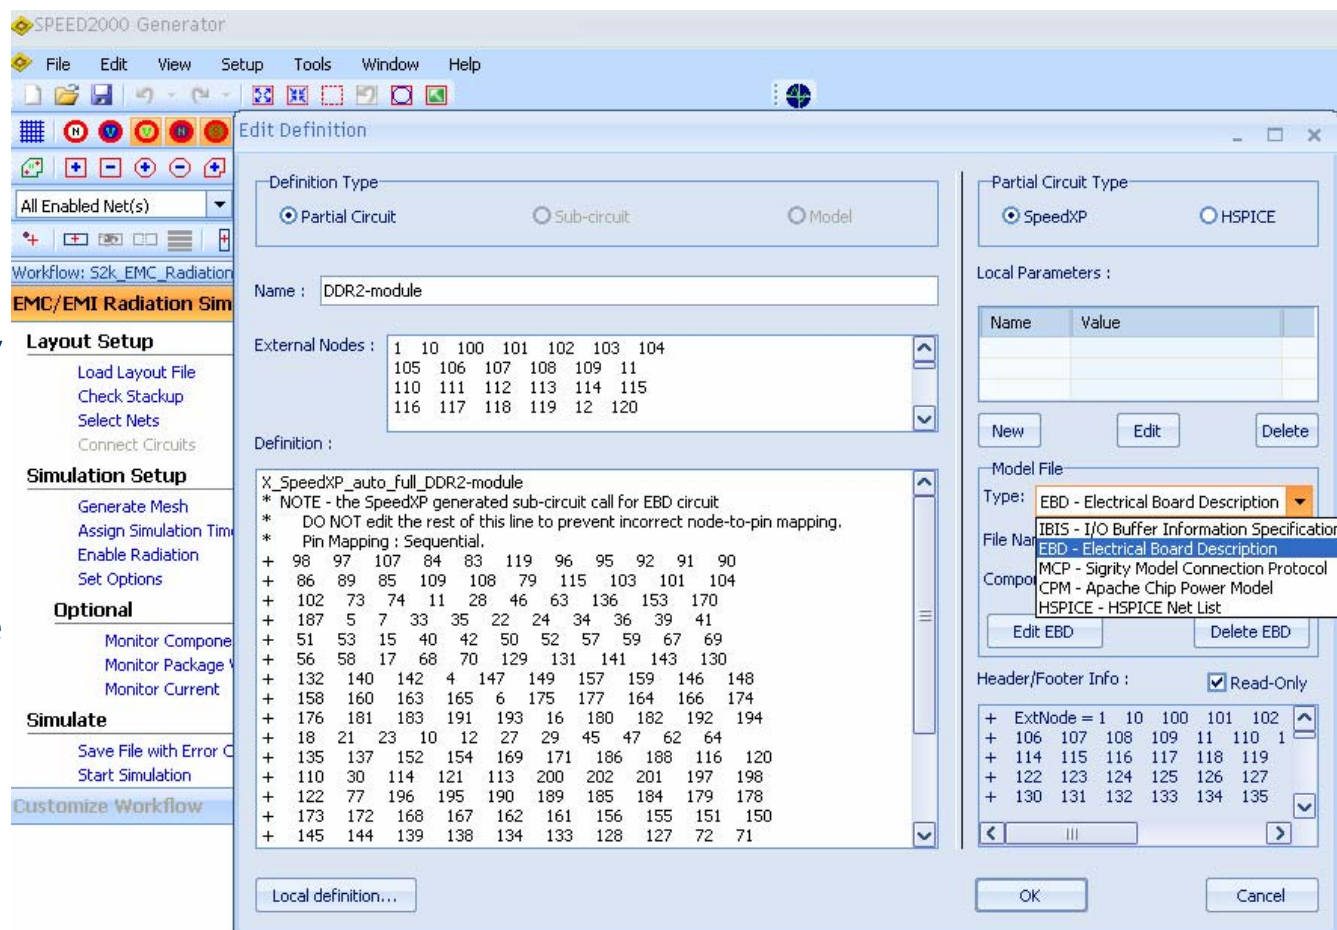 SPEED2000 Generator
File Edit View Setup Tools Window Help
Edit Definition
All Enabled Net(s)
Workflow: S2k_EMC_Radiation
EMC/EMI Radiation Sim
Layout Setup
Load Layout File
Check Stackup
Select Nets
Connect Circuits
Simulation Setup
Generate Mesh
Assign Simulation Time
Enable Radiation
Set Options
Optional
Monitor Compone
Monitor Package
Monitor Current
Simulate
Save File with Error C
Start Simulation
Customize Workflow
Definition Type
Partial Circuit Sub-circuit Model
Name : DDR2-module
External Nodes :
1 10 100 101 102 103 104
105 106 107 108 109 11
110 111 112 113 114 115
116 117 118 119 12 120
Definition :
X_SpeedXP_auto_full_DDR2-module
* NOTE - the SpeedXP generated sub-circuit call for EBD circuit
* DO NOT edit the rest of this line to prevent incorrect node-to-pin mapping.
* Pin Mapping : Sequential.
+ 98 97 107 84 83 119 96 95 92 91 90
+ 86 89 85 109 108 79 115 103 101 104
+ 102 73 74 11 28 46 63 136 153 170
+ 187 5 7 33 35 22 24 34 36 39 41
+ 51 53 15 40 42 50 52 57 59 67 69
+ 56 58 17 68 70 129 131 141 143 130
+ 132 140 142 4 147 149 157 159 146 148
+ 158 160 163 165 6 175 177 164 166 174
+ 176 181 183 191 193 16 180 182 192 194
+ 18 21 23 10 12 27 29 45 47 62 64
+ 135 137 152 154 169 171 186 188 116 120
+ 110 30 114 121 113 200 202 201 197 198
+ 122 77 196 195 190 189 185 184 179 178
+ 173 172 168 167 162 161 156 155 151 150
+ 145 144 139 138 134 133 128 127 72 71
Local definition...
Partial Circuit Type
SpeedXP HSPICE
Local Parameters :
Name Value
New Edit Delete
Model File
Type: EBD - Electrical Board Description
IBIS - I/O Buffer Information Specification
File Nar
EBD - Electrical Board Description
MCP - Sigrity Model Connection Protocol
Compor
CPM - Apache Chip Power Model
HSPICE - HSPICE Net List
Edit EBD Delete EBD
Header/Footer Info : Read-Only
+ ExtNode = 1 10 100 101 102
+ 106 107 108 109 11 110 1
+ 114 115 116 117 118 119
+ 122 123 124 125 126 127
+ 130 131 132 133 134 135
OK Cancel